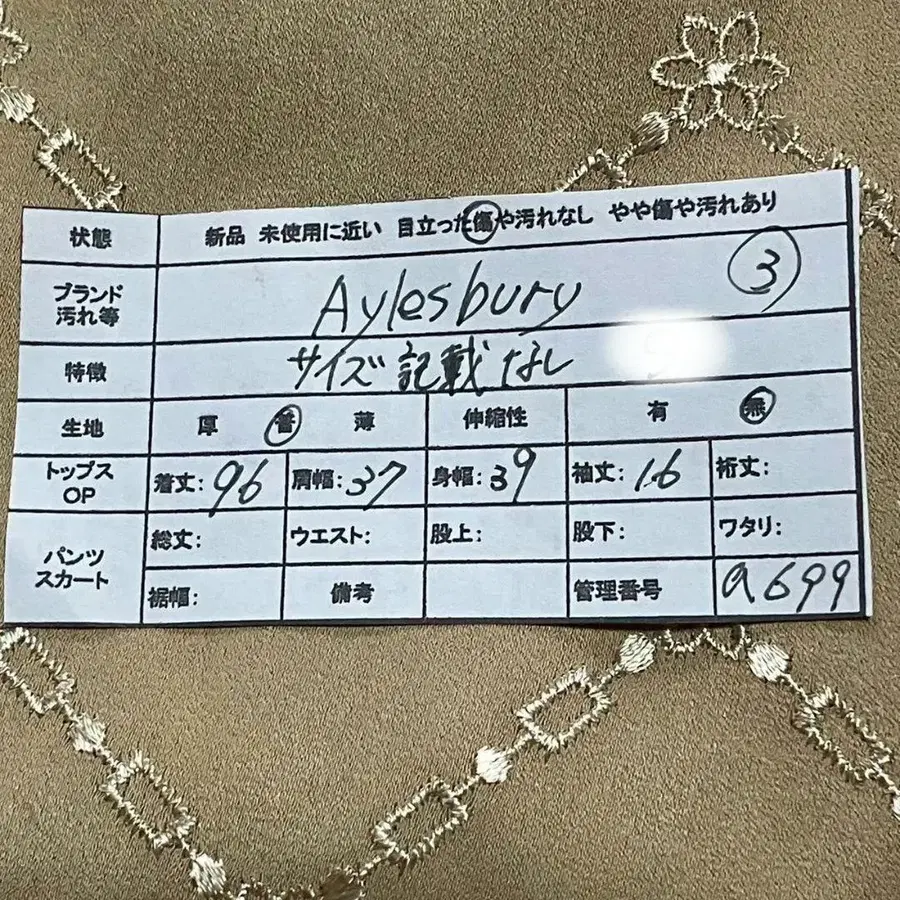 状態 新品 未使用に近い 目立った傷や汚れなし やや傷や汚れあり
ブランド
汚れ等 Aylesbury ③
特徴 サイズ記載なし
生地 厚 普 薄 伸縮性 有 無
トップス
OP 着丈: 96 肩幅: 37 身幅: 39 袖丈: 16 裄丈:
パンツ
スカート 総丈: ウエスト: 股上: 股下: ワタリ:
裾幅: 備考 管理番号 a.699